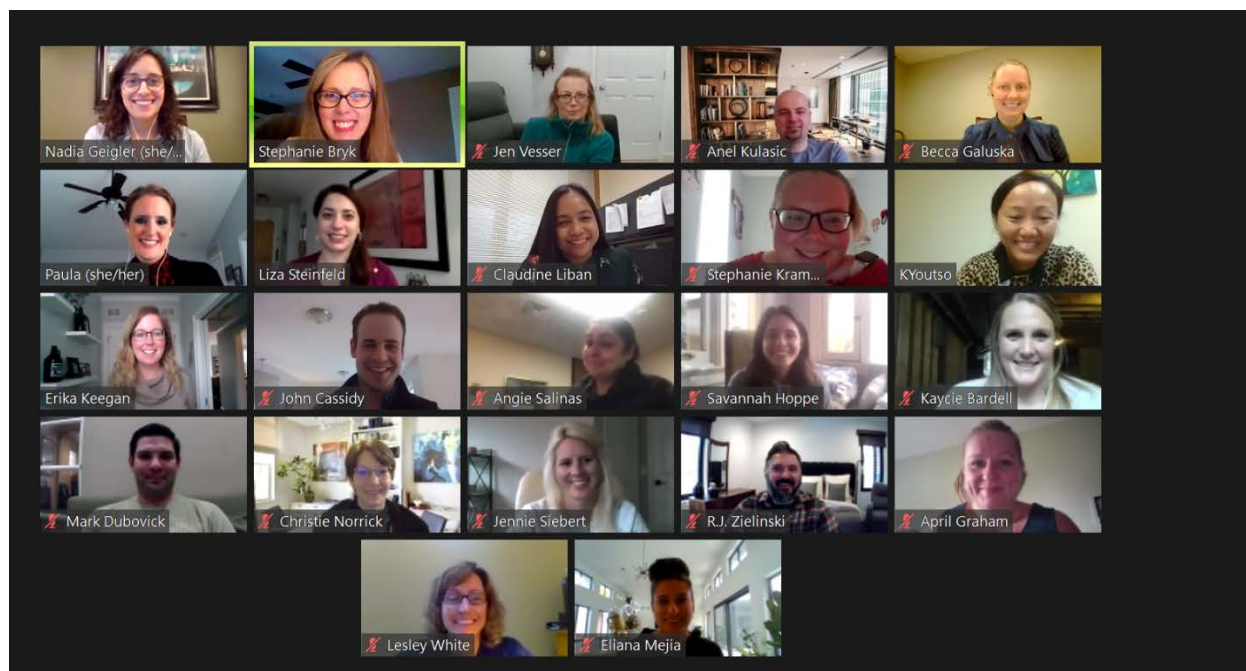 Nadia Geigler (she/...
Stephanie Bryk
Jen Vesser
Anel Kulasic
Becca Galuska
Paula (she/her)
Liza Steinfeld
Claudine Liban
Stephanie Kram...
KYoutso
Erika Keegan
John Cassidy
Angie Salinas
Savannah Hoppe
Kaycie Bardell
Mark Dubovick
Christie Norrick
Jennie Siebert
R.J. Zielinski
April Graham
Lesley White
Eliana Mejia